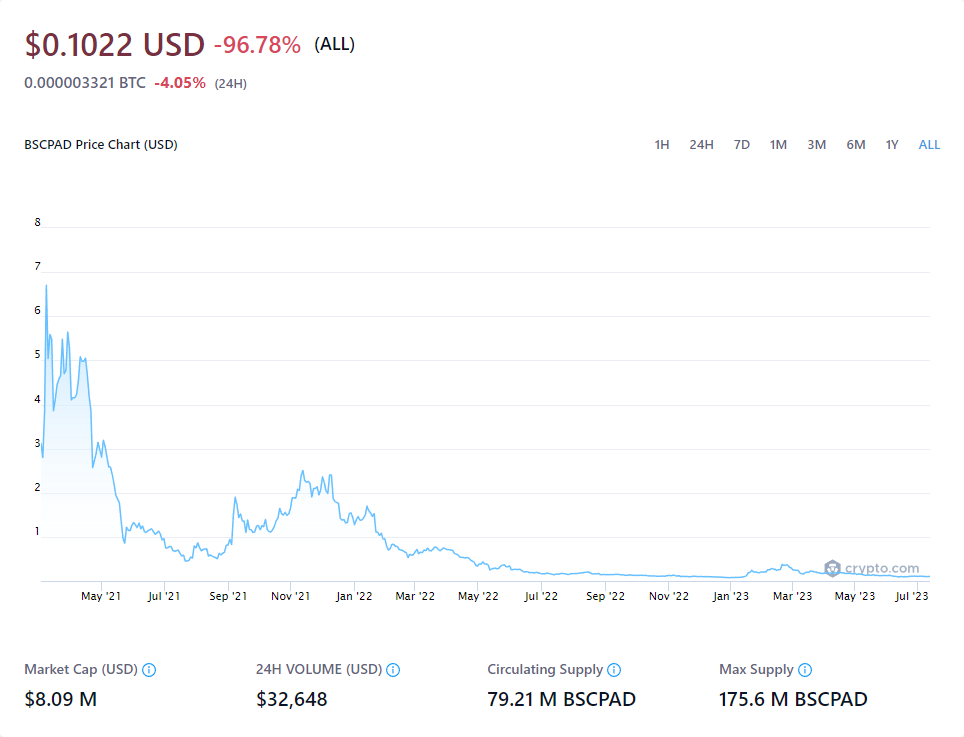 $0.1022 USD -96.78% (ALL)
0.000003321 BTC -4.05% (24H)
BSCPAD Price Chart (USD) 1H 24H 7D 1M 3M 6M 1Y ALL
8
7
6
5
4
3
2
1
crypto.com
May '21 Jul '21 Sep '21 Nov '21 Jan '22 Mar '22 May '22 Jul '22 Sep '22 Nov '22 Jan '23 Mar '23 May '23 Jul '23
Market Cap (USD) 24H VOLUME (USD) Circulating Supply Max Supply
$8.09 M $32,648 79.21 M BSCPAD 175.6 M BSCPAD